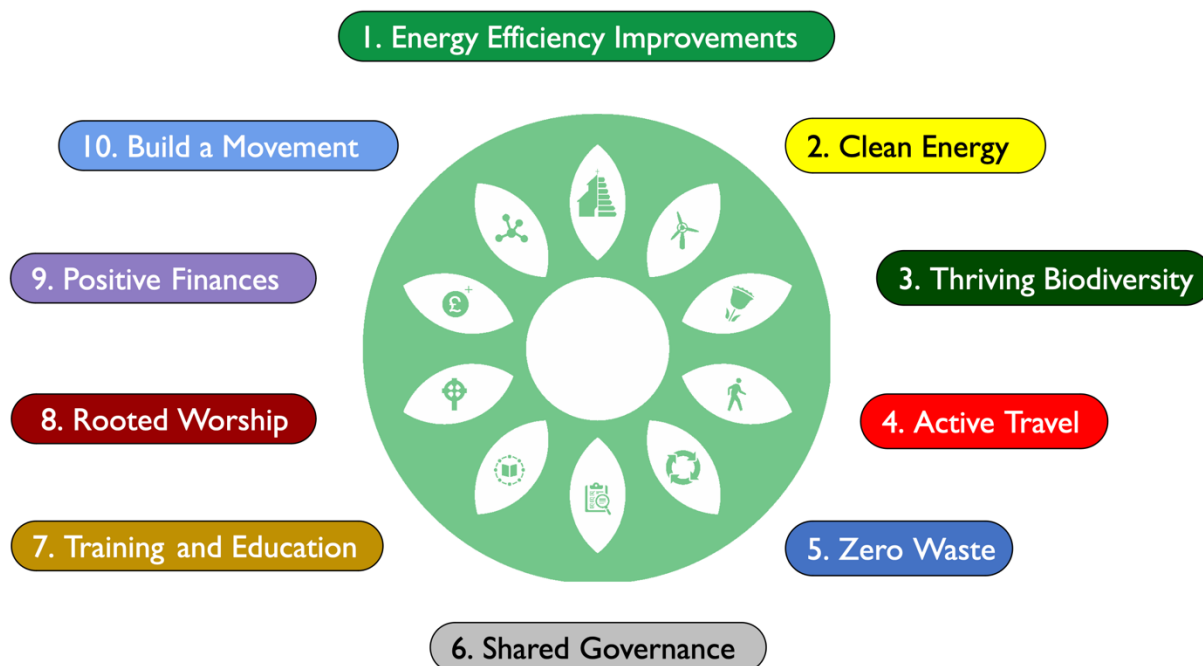 1. Energy Efficiency Improvements
10. Build a Movement
2. Clean Energy
9. Positive Finances
3. Thriving Biodiversity
£+
8. Rooted Worship
4. Active Travel
7. Training and Education
5. Zero Waste
6. Shared Governance